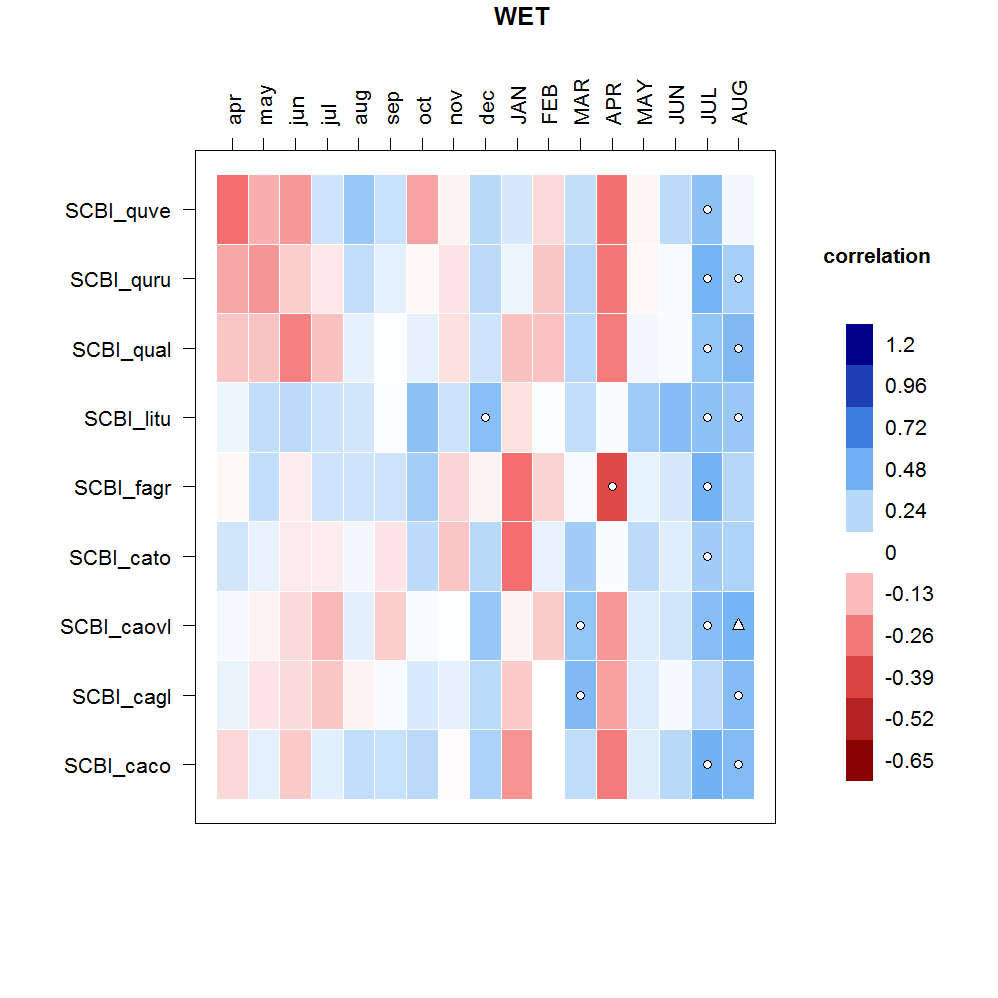 WET
apr may jun jul aug sep oct nov dec JAN FEB MAR APR MAY JUN JUL AUG
SCBI_quve
SCBI_quru
SCBI_qual
SCBI_litu
SCBI_fagr
SCBI_cato
SCBI_caovl
SCBI_cagl
SCBI_caco
correlation
1.2
0.96
0.72
0.48
0.24
0
-0.13
-0.26
-0.39
-0.52
-0.65